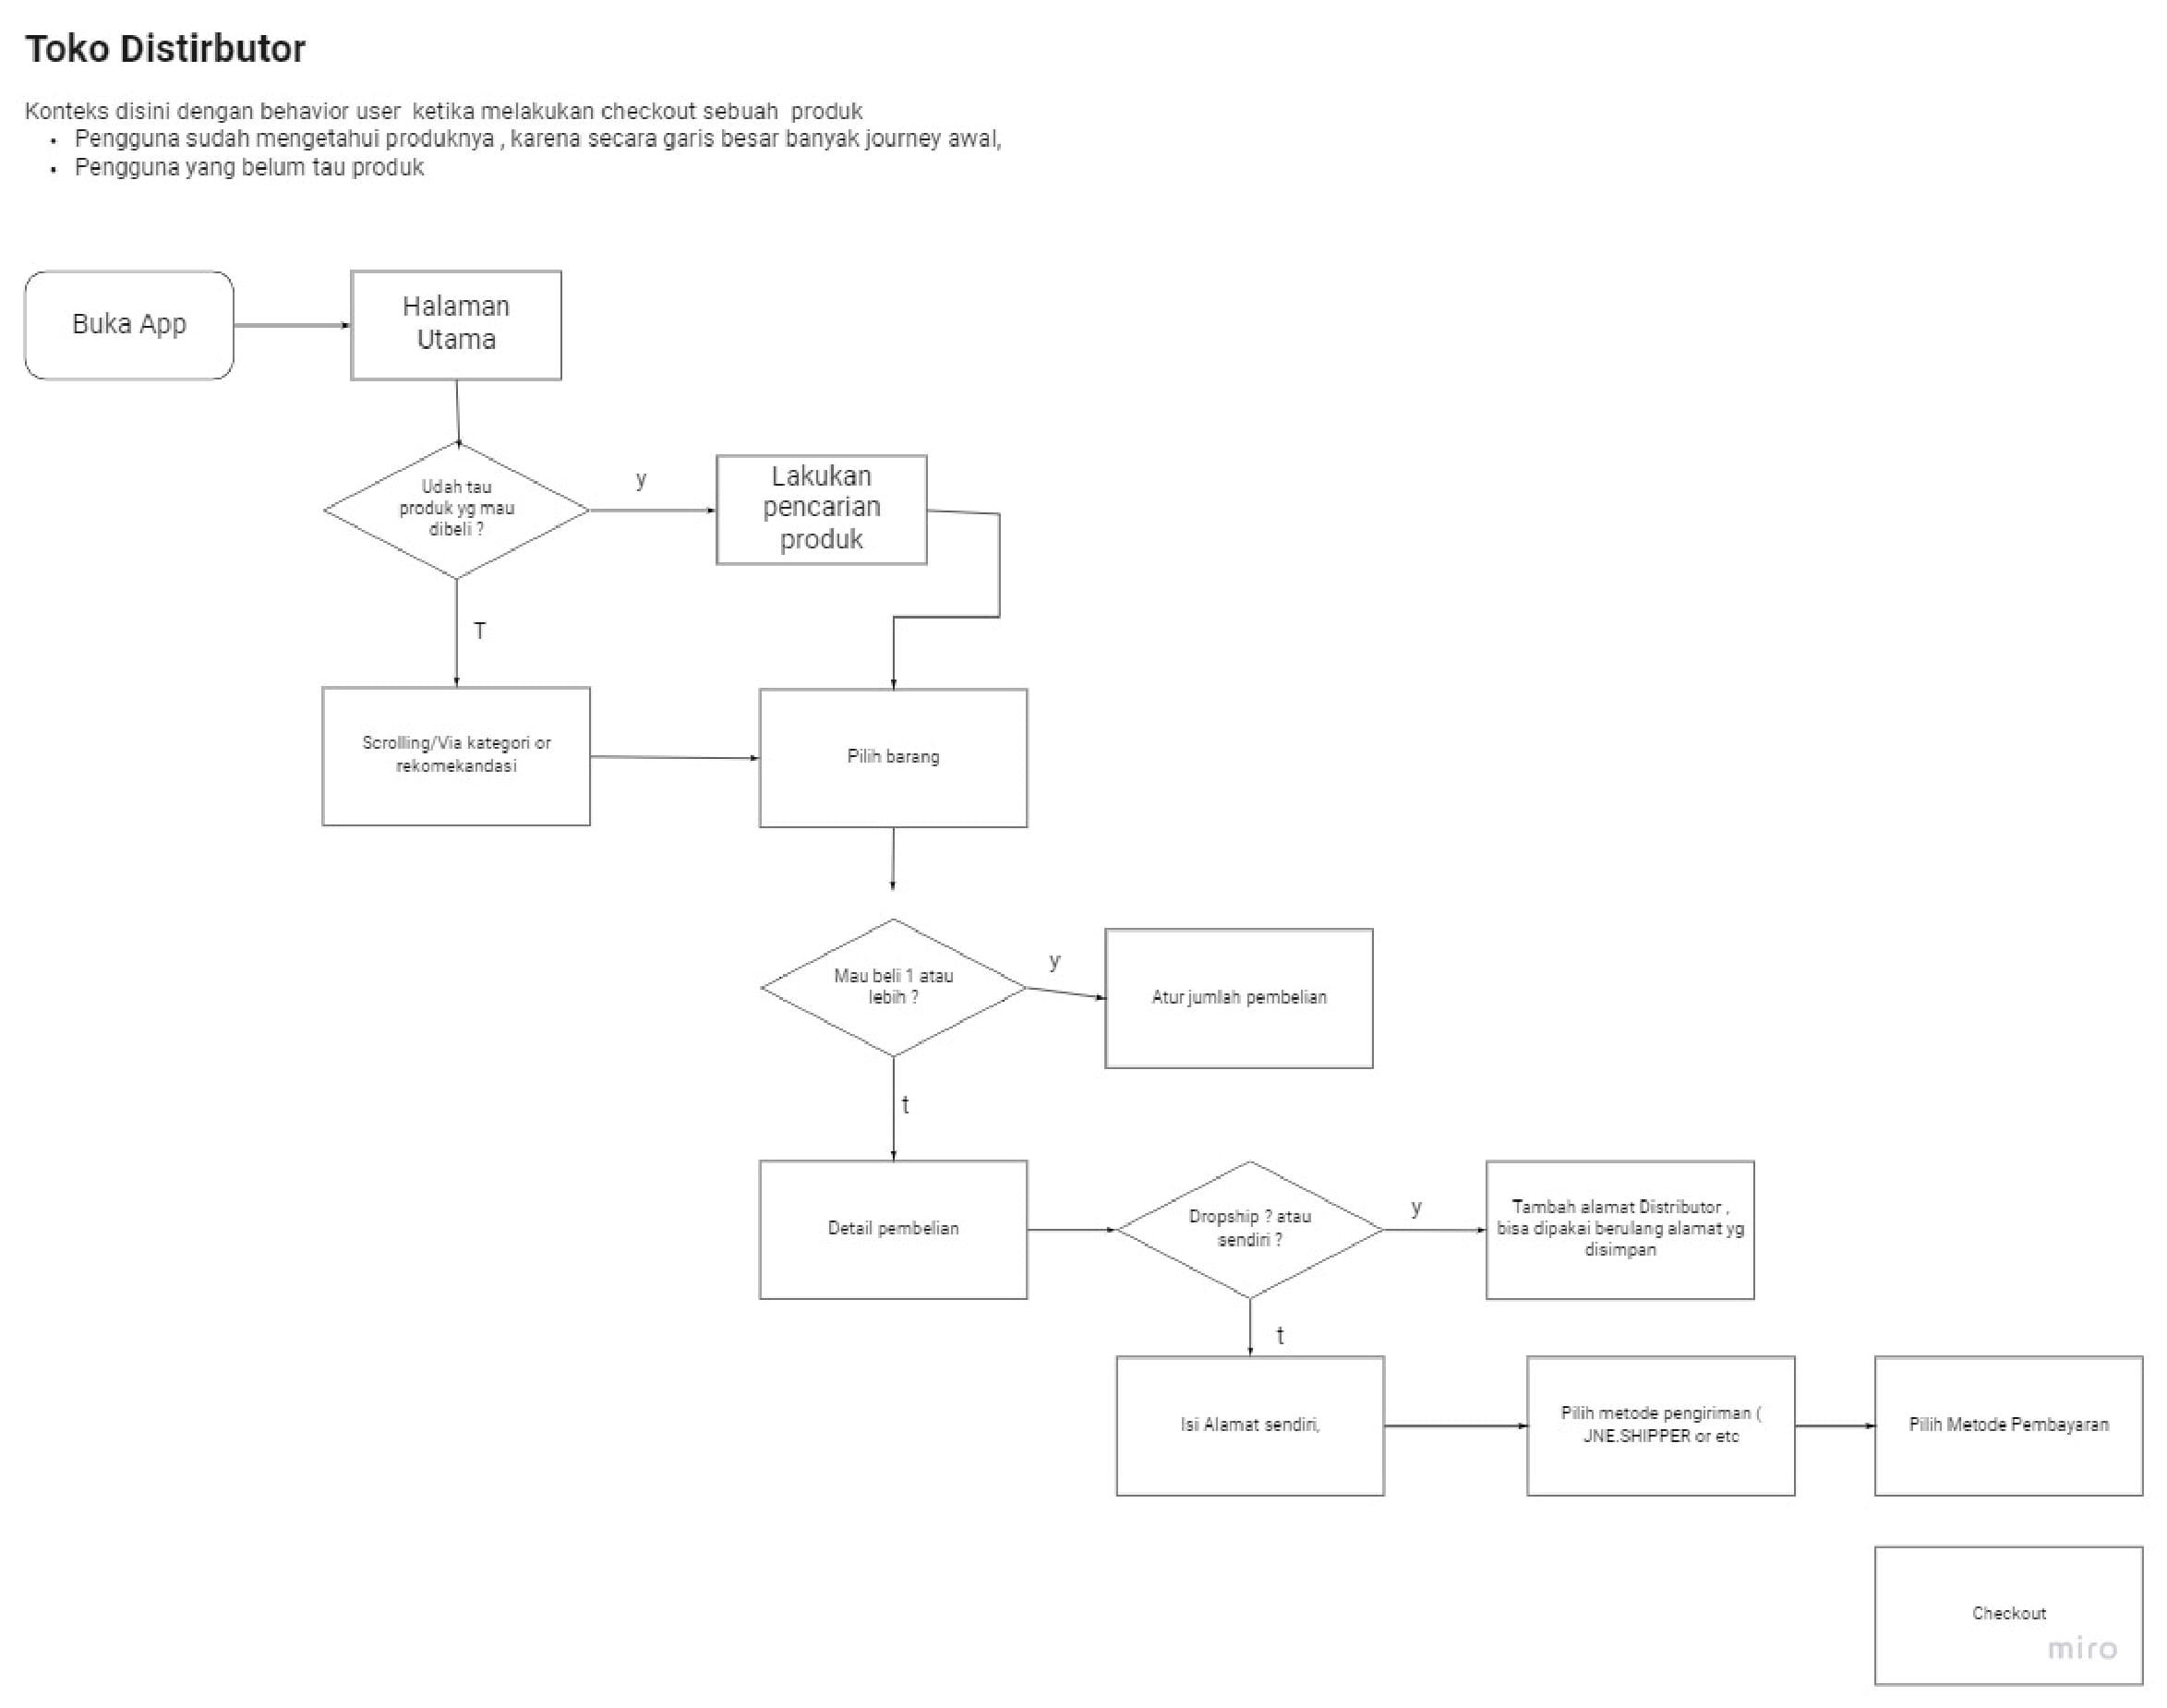 Toko Distirbutor
Konteks disini dengan behavior user ketika melakukan checkout sebuah produk
• Pengguna sudah mengetahui produknya , karena secara garis besar banyak journey awal,
• Pengguna yang belum tau produk
Buka App
Halaman
Utama
Udah tau
produk yg mau
dibeli ?
y
Lakukan
pencarian
produk
T
Scrolling/Via kategori or
rekomekandasi
Pilih barang
Mau beli 1 atau
lebih ?
y
Atur jumlah pembelian
t
Detail pembelian
Dropship ? atau
sendiri ?
y
Tambah alamat Distributor ,
bisa dipakai berulang alamat yg
disimpan
t
Isi Alamat sendiri,
Pilih metode pengiriman (
JNE.SHIPPER or etc
Pilih Metode Pembayaran
Checkout
miro